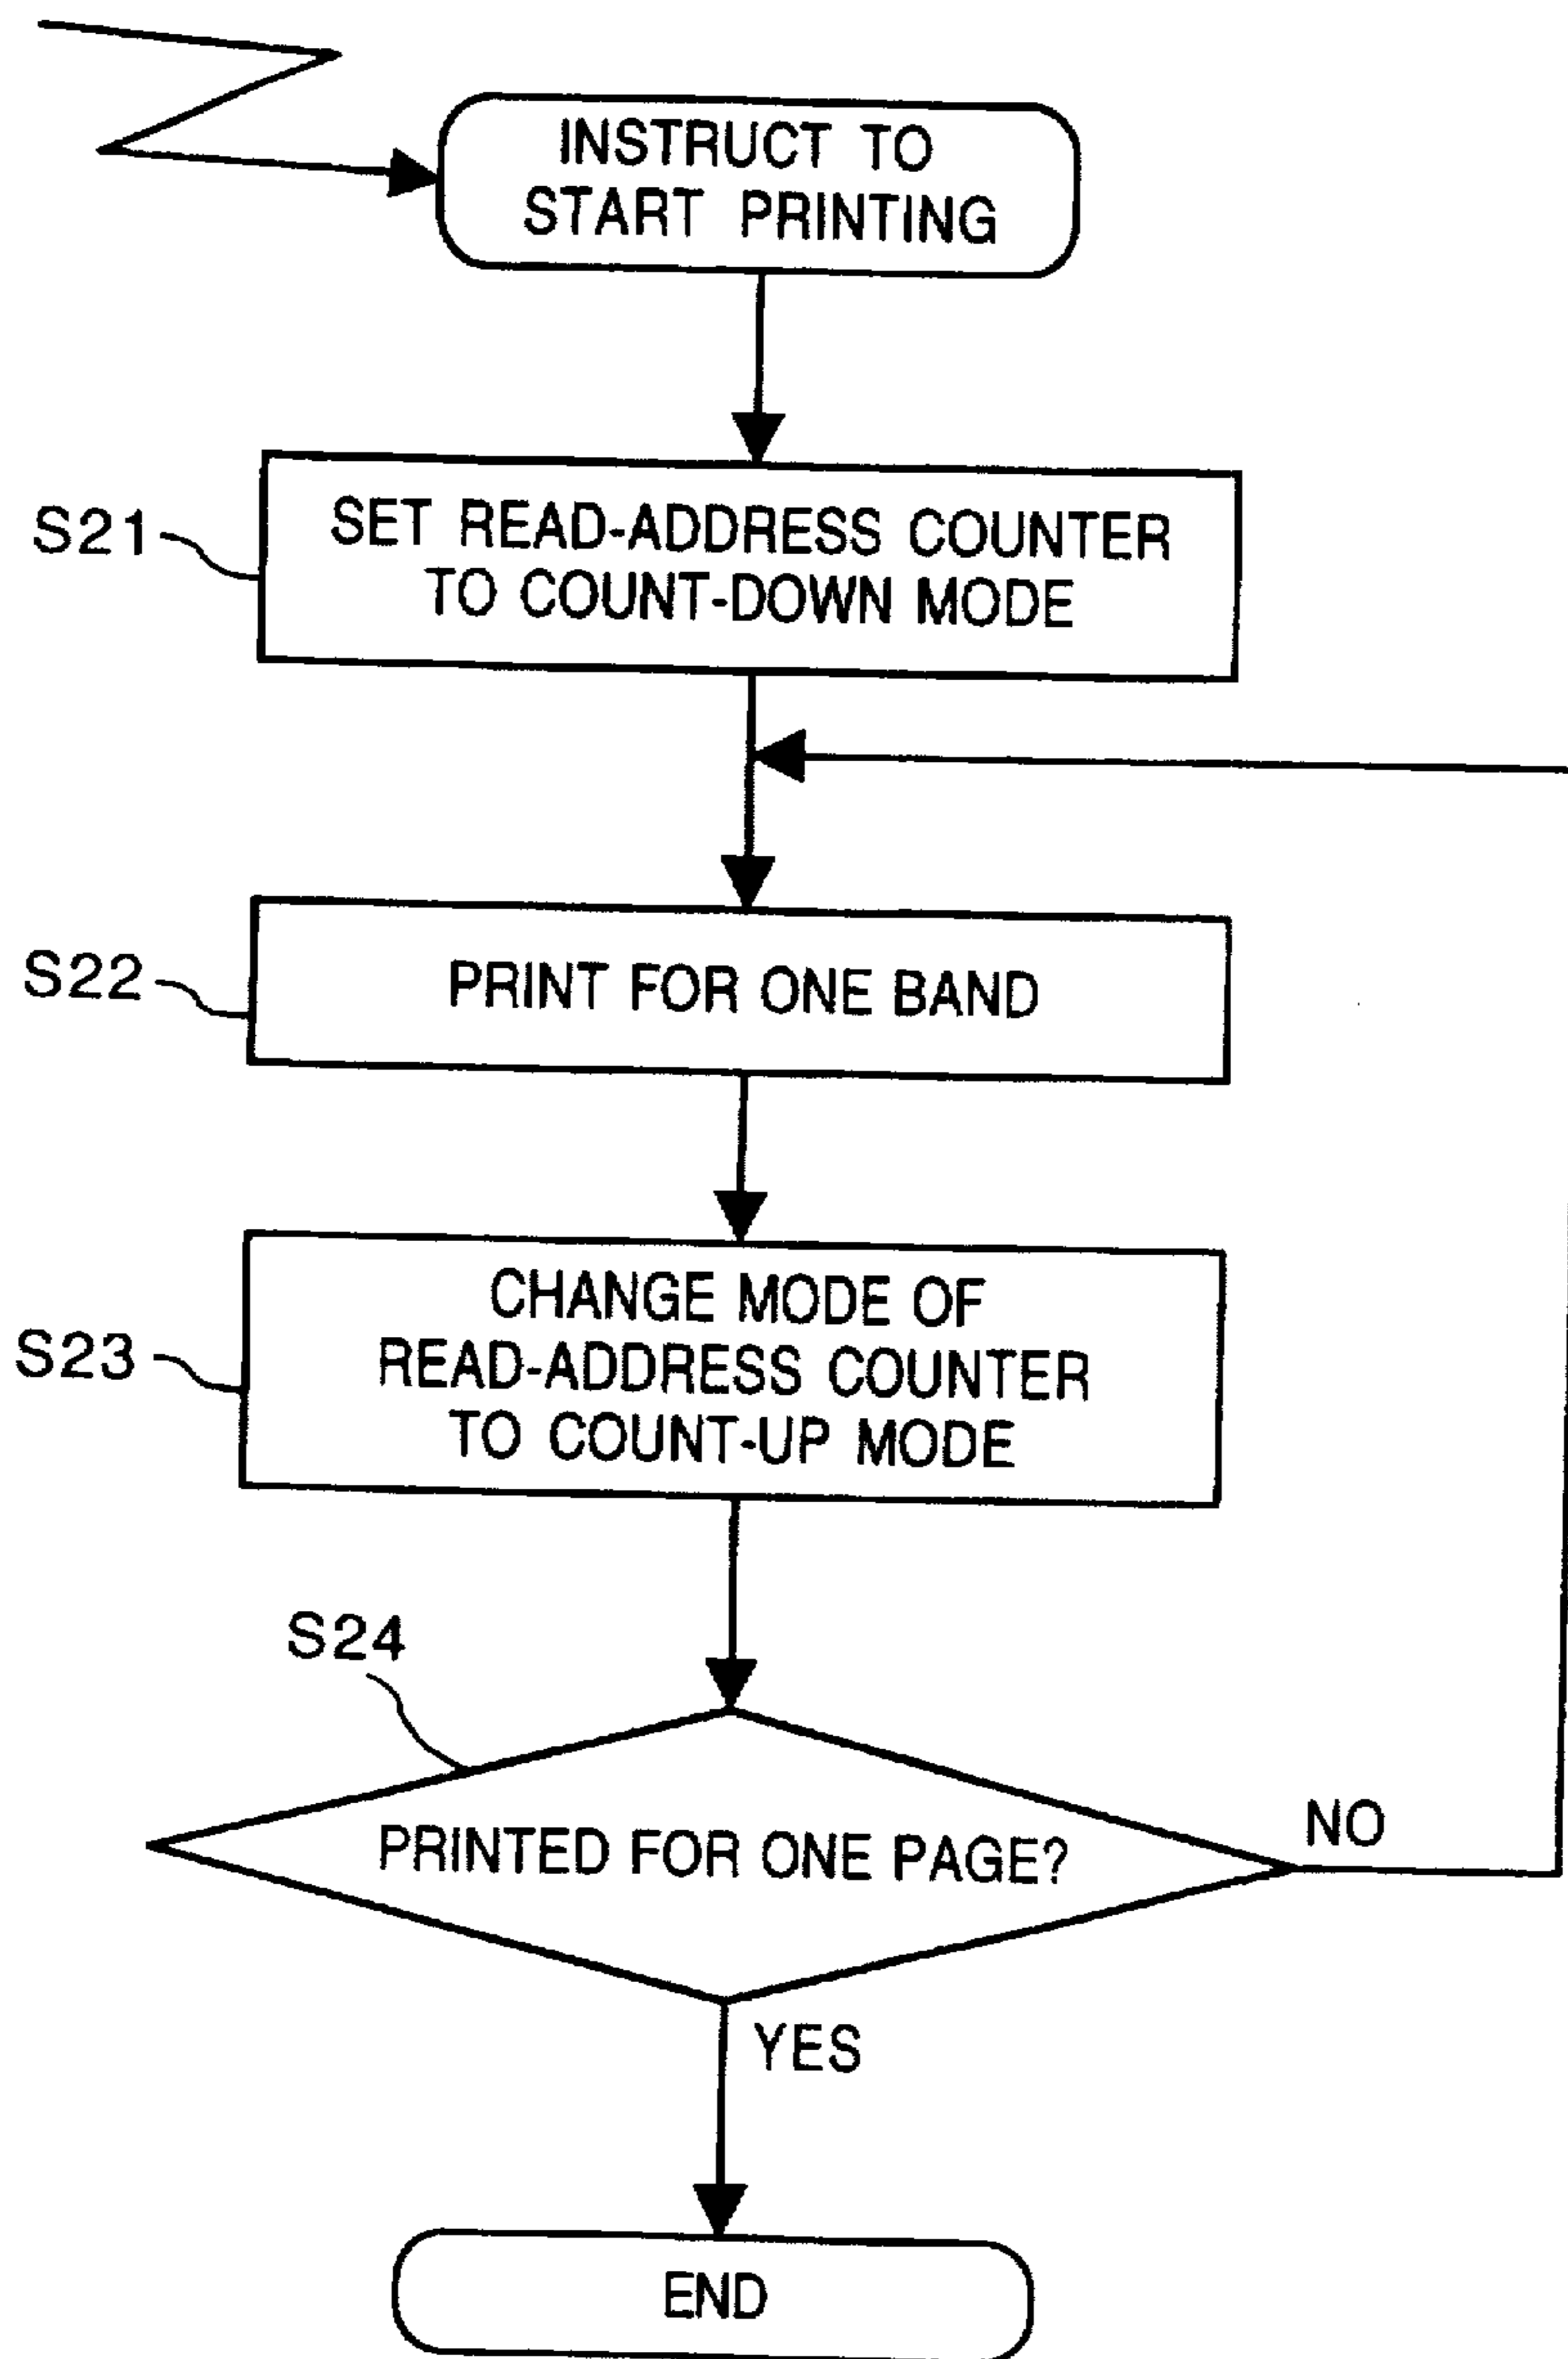 INSTRUCT TO
START PRINTING
S21
SET READ-ADDRESS COUNTER
TO COUNT-DOWN MODE
S22
PRINT FOR ONE BAND
S23
CHANGE MODE OF
READ-ADDRESS COUNTER
TO COUNT-UP MODE
S24
PRINTED FOR ONE PAGE?
NO
YES
END